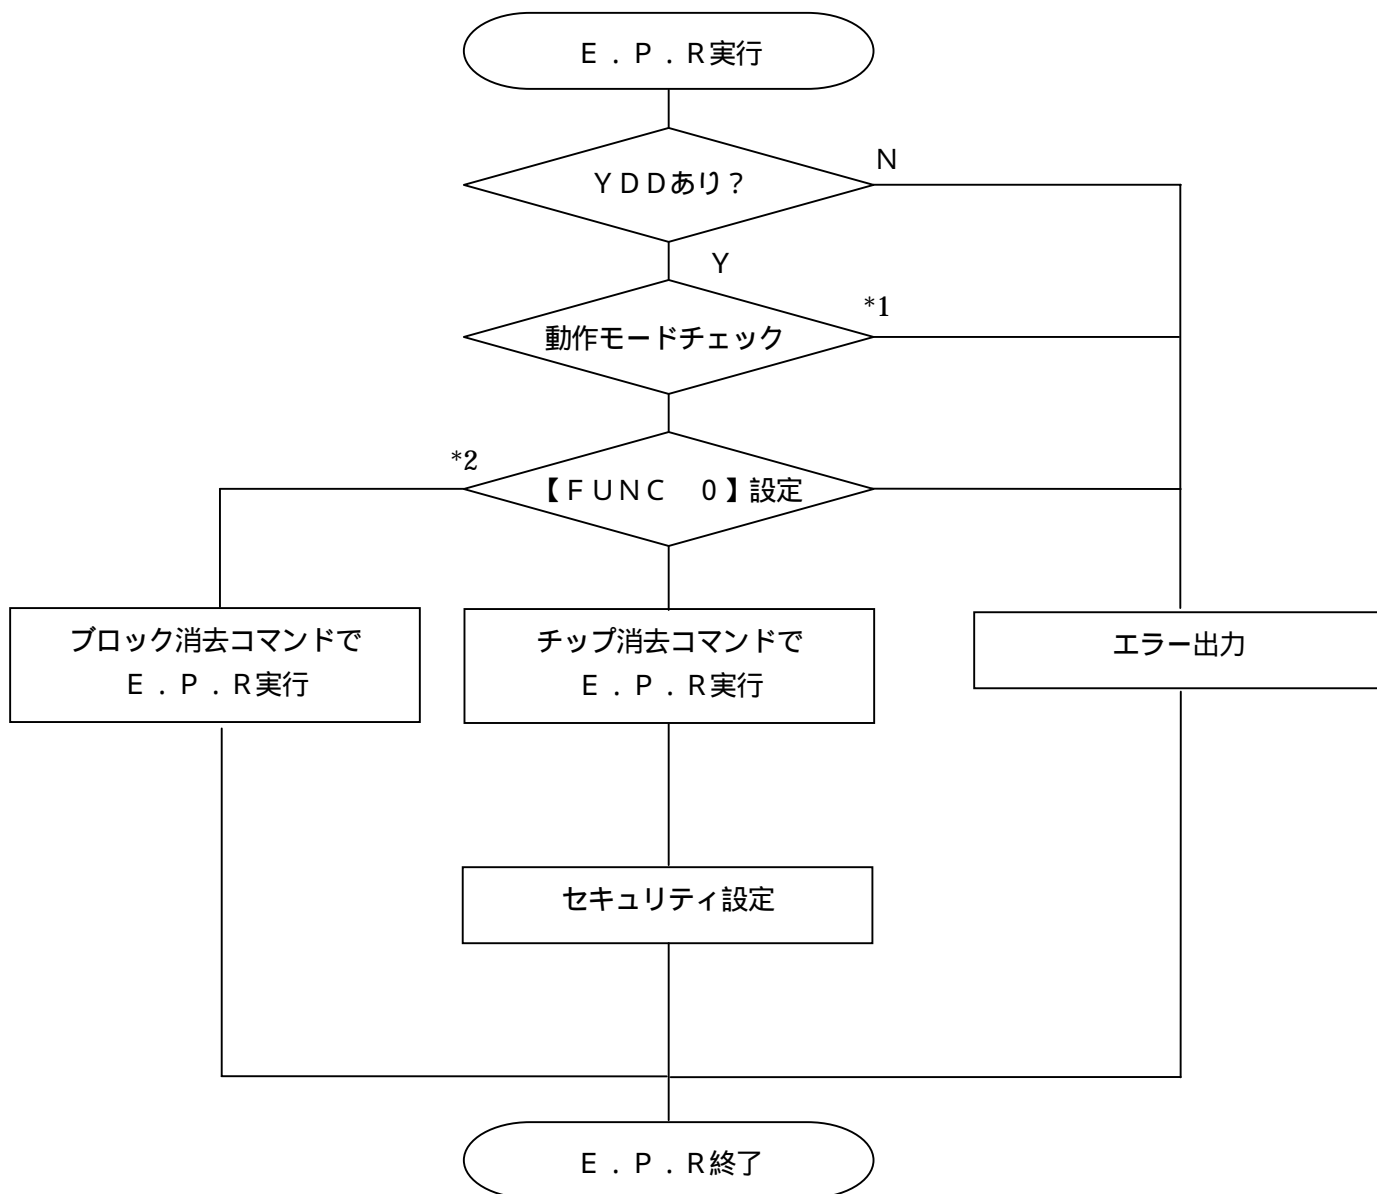 Ｅ．Ｐ．Ｒ実行
ＹＤＤあり？
Ｎ
Ｙ
動作モードチェック
*1
*2
【ＦＵＮＣ　０】設定
ブロック消去コマンドで
Ｅ．Ｐ．Ｒ実行
チップ消去コマンドで
Ｅ．Ｐ．Ｒ実行
エラー出力
セキュリティ設定
Ｅ．Ｐ．Ｒ終了